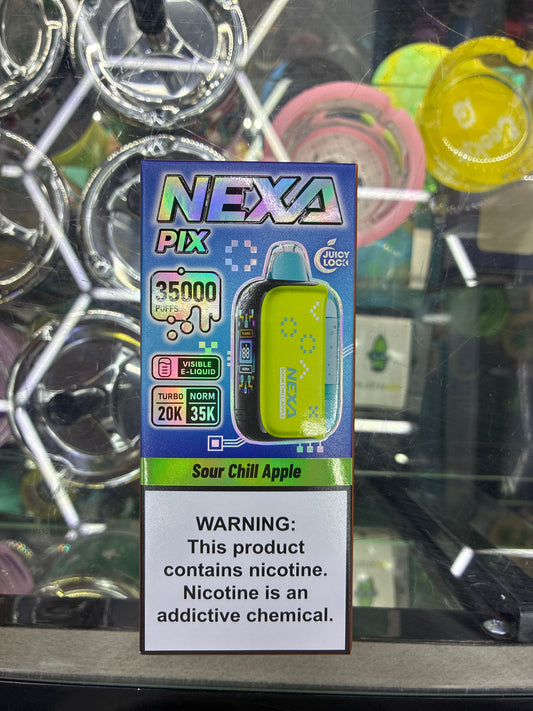 NEXA
PIX
JUICY
LOCK
35000
PUFFS
VISIBLE
E-LIQUID
TURBO NORM
20K 35K
NEXA
Sour Chill Apple
WARNING:
This product
contains nicotine.
Nicotine is an
addictive chemical.